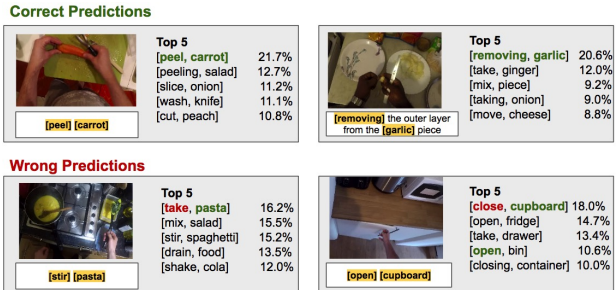 Correct Predictions
Top 5
[peel, carrot] 21.7%
[peeling, salad] 12.7%
[slice, onion] 11.2%
[wash, knife] 11.1%
[cut, peach] 10.8%
[peel] [carrot]
Top 5
[removing, garlic] 20.6%
[take, ginger] 12.0%
[mix, piece] 9.2%
[taking, onion] 9.0%
[move, cheese] 8.8%
[removing] the outer layer
from the [garlic] piece
Wrong Predictions
Top 5
[take, pasta] 16.2%
[mix, salad] 15.5%
[stir, spaghetti] 15.2%
[drain, food] 13.5%
[shake, cola] 12.0%
[stir] [pasta]
Top 5
[close, cupboard] 18.0%
[open, fridge] 14.7%
[take, drawer] 13.4%
[open, bin] 10.6%
[closing, container] 10.0%
[open] [cupboard]